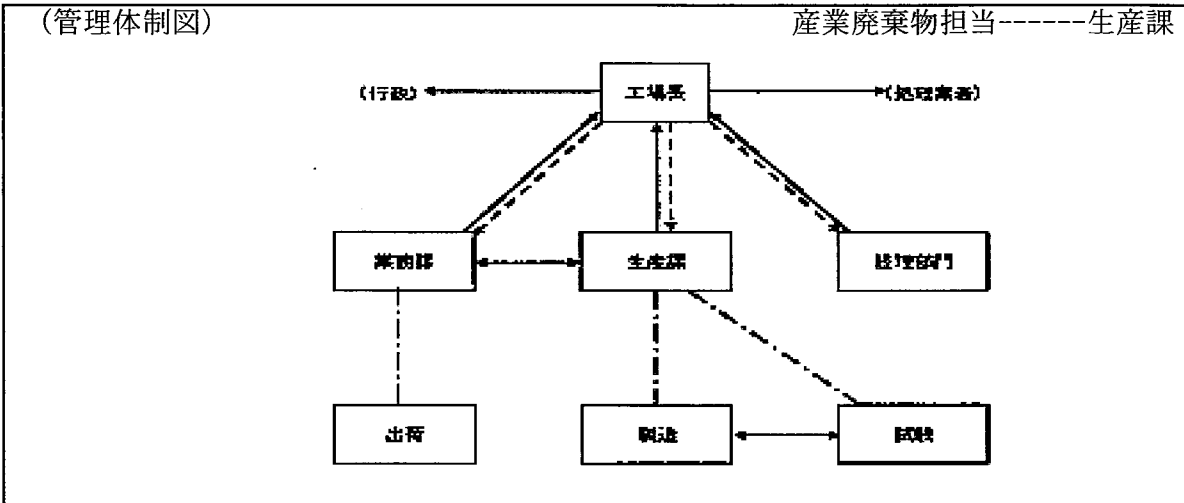 (管理体制図) 産業廃棄物担当------生産課
(行政) 工場長 (処理業者)
業務課 生産課 経理部門
出荷 製造 試験